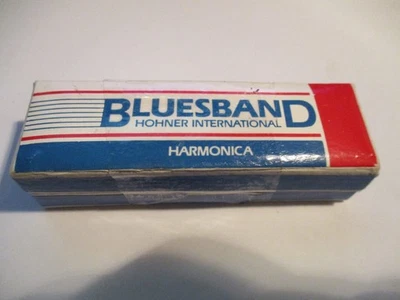 BLUESBAND
HOHNER INTERNATIONAL
HARMONICA